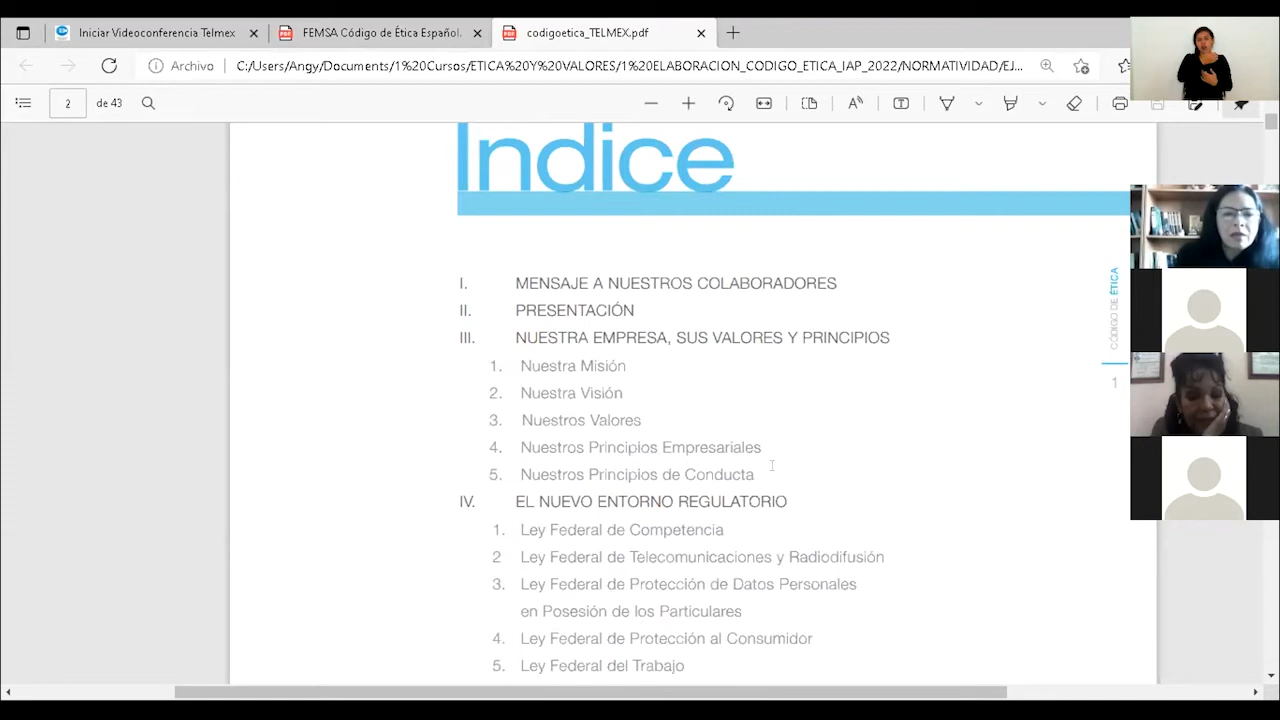 Iniciar Videoconferencia Telmex
FEMSA Código de Ética Español.
codigoetica_TELMEX.pdf
Archivo
C:/Users/Angy/Documents/1%20Cursos/ETICA%20Y%20VALORES/1%20ELABORACION_CODIGO_ETICA_IAP_2022/NORMATIVIDAD/EJ...
2 de 43
Índice
I. MENSAJE A NUESTROS COLABORADORES
II. PRESENTACIÓN
III. NUESTRA EMPRESA, SUS VALORES Y PRINCIPIOS
1. Nuestra Misión
2. Nuestra Visión
3. Nuestros Valores
4. Nuestros Principios Empresariales
5. Nuestros Principios de Conducta
IV. EL NUEVO ENTORNO REGULATORIO
1. Ley Federal de Competencia
2 Ley Federal de Telecomunicaciones y Radiodifusión
3. Ley Federal de Protección de Datos Personales
en Posesión de los Particulares
4. Ley Federal de Protección al Consumidor
5. Ley Federal del Trabajo
CÓDIGO DE ÉTICA
1